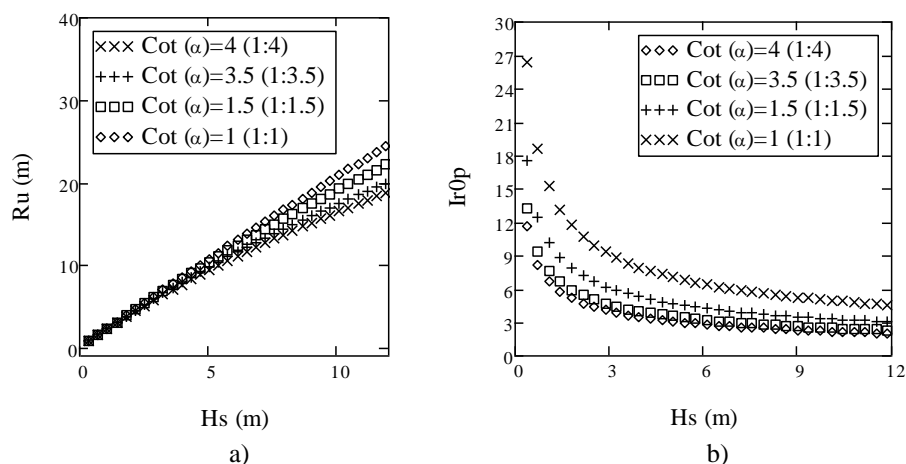 40
30
20
10
0
Ru (m)
Cot (α)=4 (1:4)
Cot (α)=3.5 (1:3.5)
Cot (α)=1.5 (1:1.5)
Cot (α)=1 (1:1)
0 5 10
Hs (m)
a)
30
27
24
21
18
15
12
9
6
3
0
Ir0p
Cot (α)=4 (1:4)
Cot (α)=3.5 (1:3.5)
Cot (α)=1.5 (1:1.5)
Cot (α)=1 (1:1)
0 3 6 9 12
Hs (m)
b)